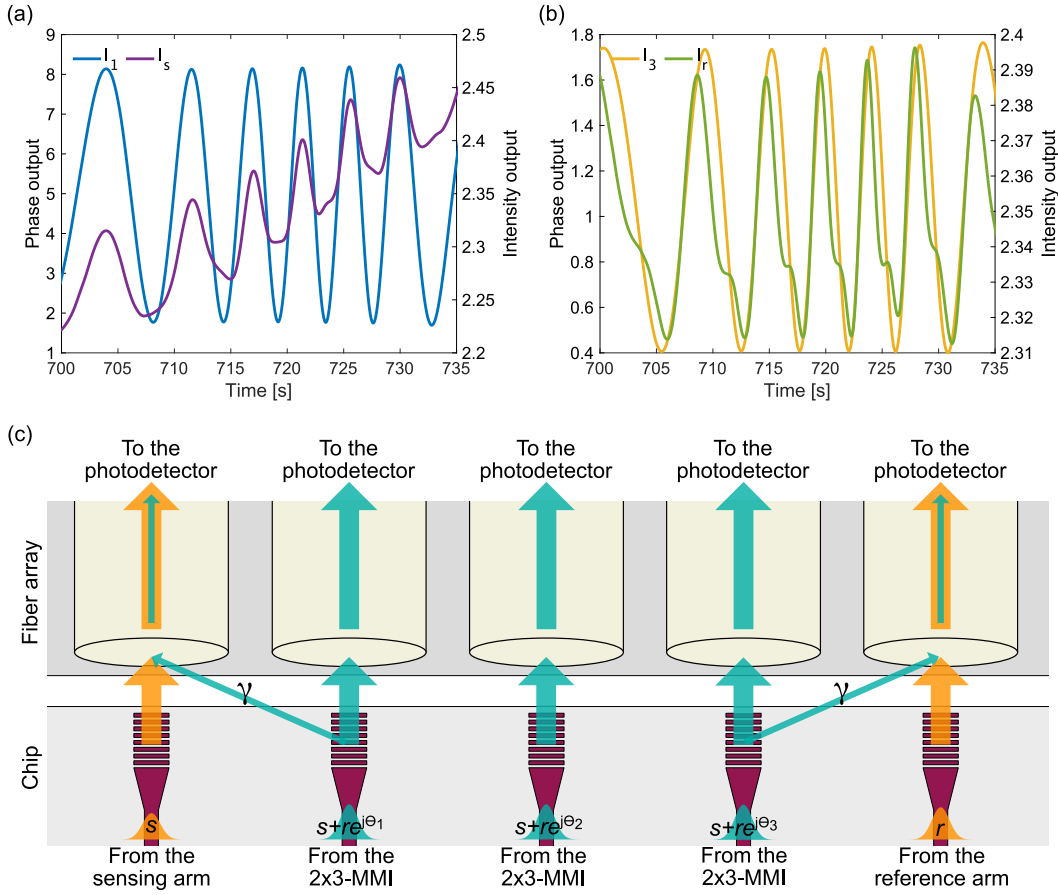 (a)
I1 Is
9
8
7
6
5
4
3
2
1
Phase output
2.5
2.45
2.4
2.35
2.3
2.25
2.2
Intensity output
700 705 710 715 720 725 730 735
Time [s]
(b)
I3 Ir
1.8
1.6
1.4
1.2
1
0.8
0.6
0.4
Phase output
2.4
2.39
2.38
2.37
2.36
2.35
2.34
2.33
2.32
2.31
Intensity output
700 705 710 715 720 725 730 735
Time [s]
(c)
To the photodetector
To the photodetector
To the photodetector
To the photodetector
To the photodetector
Fiber array
γ γ
Chip
s s+re^jΘ1 s+re^jΘ2 s+re^jΘ3 r
From the sensing arm
From the 2x3-MMI
From the 2x3-MMI
From the 2x3-MMI
From the reference arm